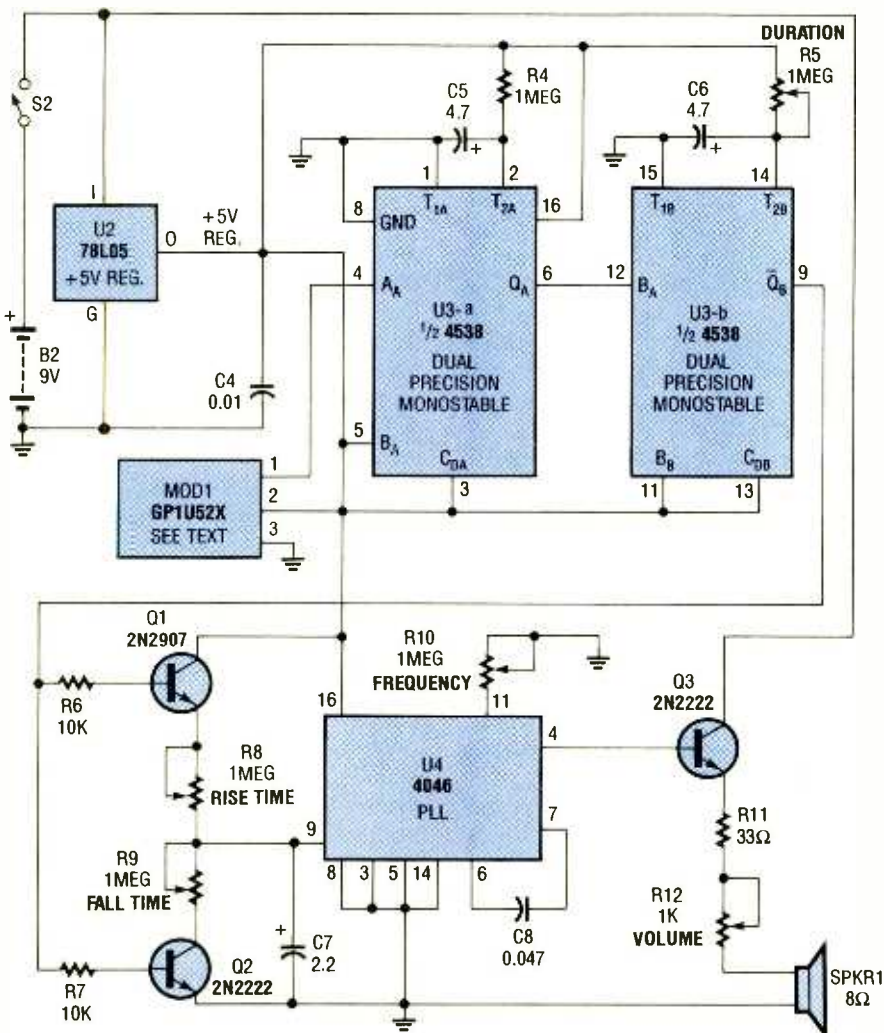 DURATION
R5
1MEG
R4
1MEG
C5
4.7
+
C6
4.7
+
S2
1
2
15
14
I
T1A
T2A
T1B
T2B
8
GND
16
U2
78L05
+5V REG.
O
+5V
REG.
G
4
AA
QA
6
12
BA
Q̅B
9
U3-a
1/2 4538
DUAL
PRECISION
MONOSTABLE
U3-b
1/2 4538
DUAL
PRECISION
MONOSTABLE
+
B2
9V
C4
0.01
5
BA
CDA
3
BB
11
CDB
13
MOD1
GP1U52X
SEE TEXT
1
2
3
Q1
2N2907
R10
1MEG
FREQUENCY
Q3
2N2222
R6
10K
16
11
4
U4
4046
PLL
7
R8
1MEG
RISE TIME
9
8
3
5
14
6
R11
33Ω
R9
1MEG
FALL TIME
R12
1K
VOLUME
+
C7
2.2
C8
0.047
R7
10K
Q2
2N2222
SPKR1
8Ω